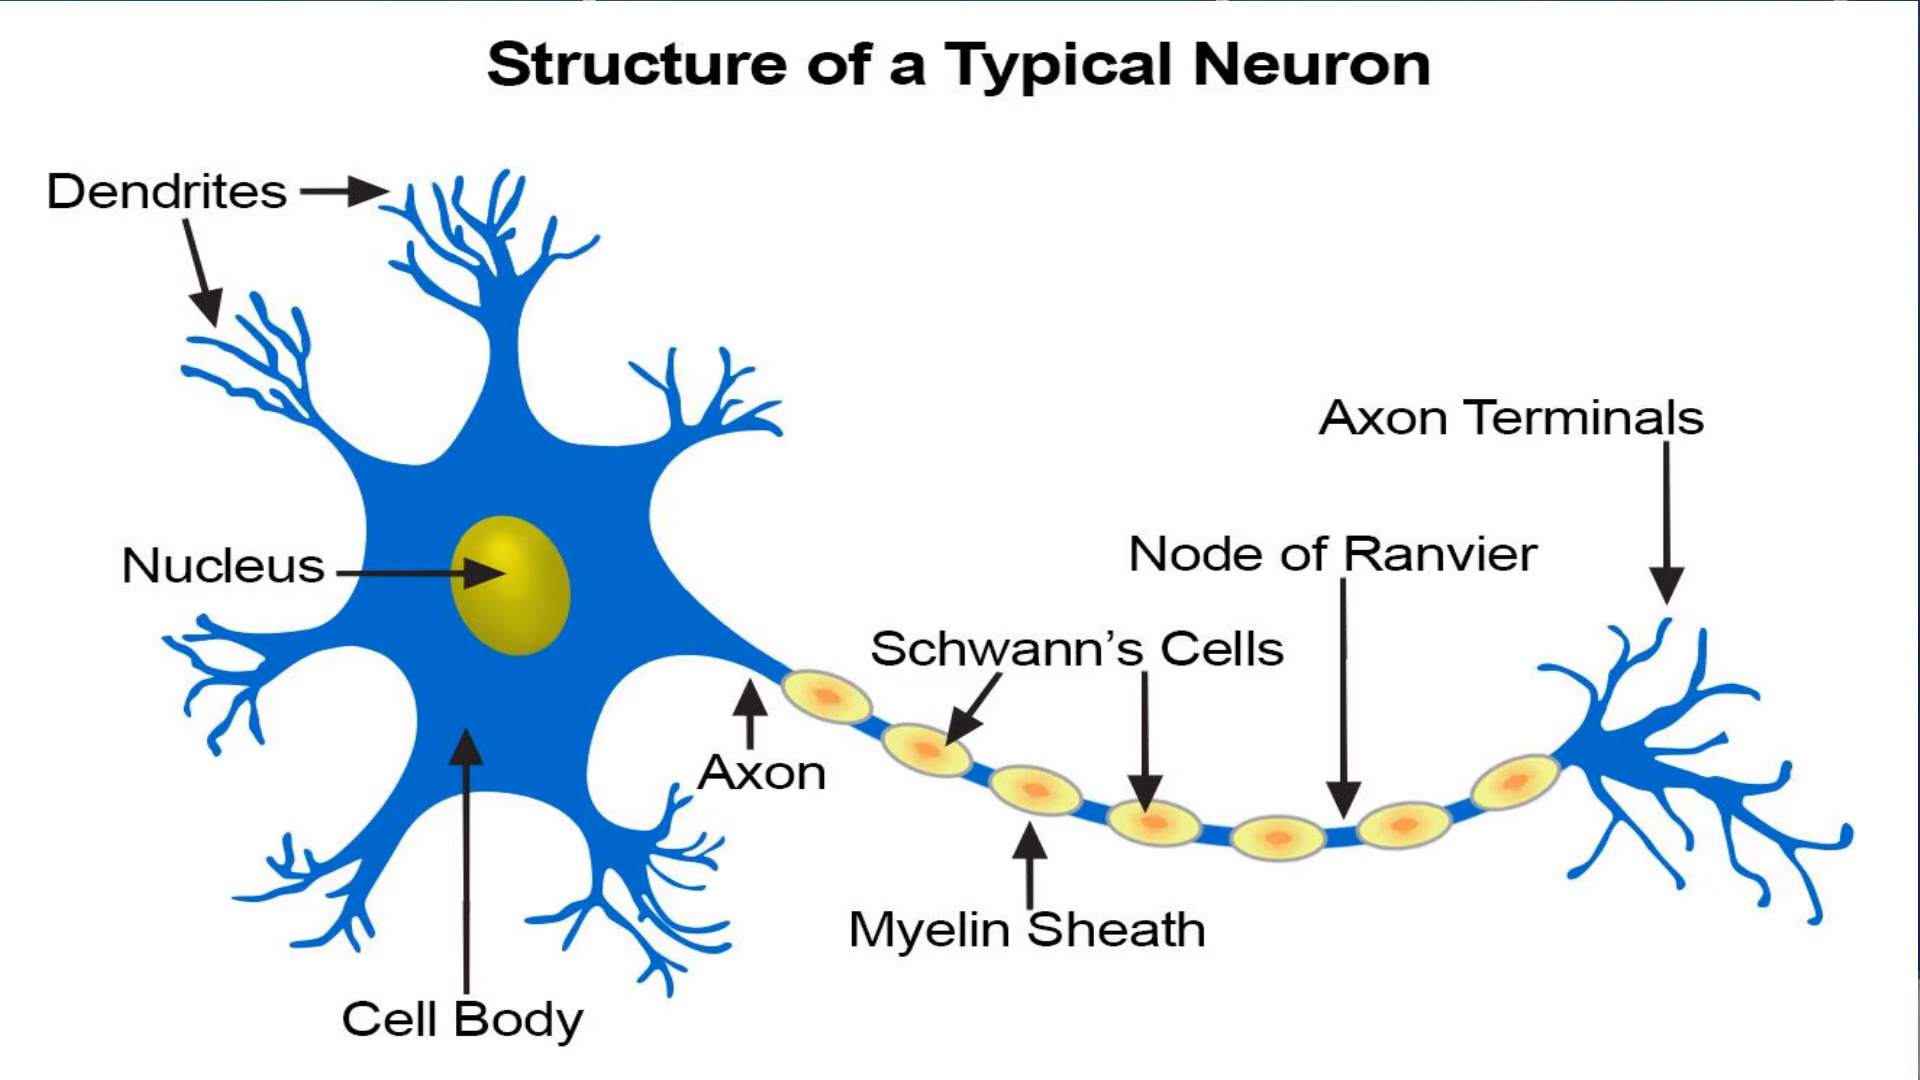 Structure of a Typical Neuron
Dendrites
Axon Terminals
Nucleus
Node of Ranvier
Schwann’s Cells
Axon
Myelin Sheath
Cell Body